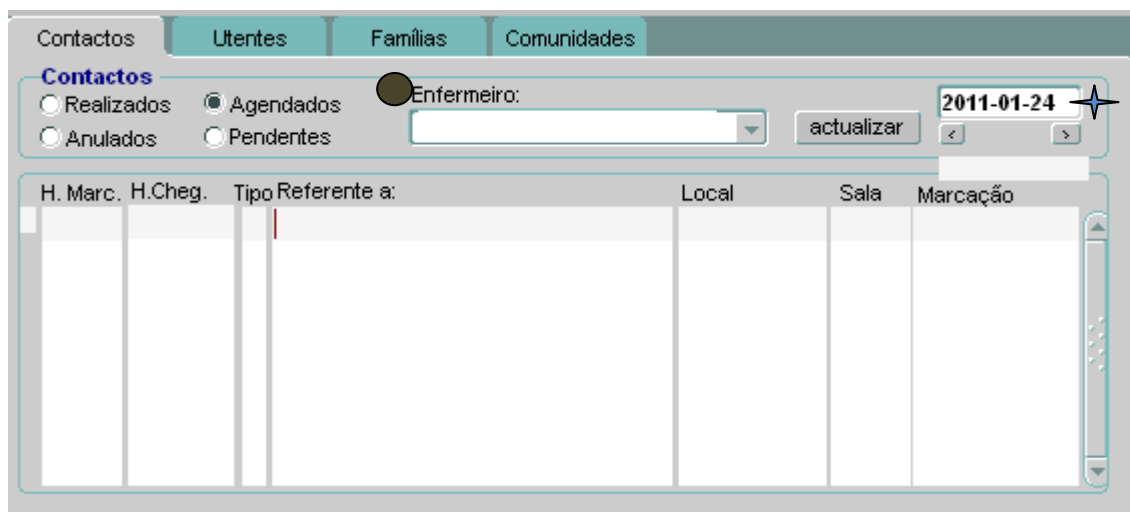 Contactos Utentes Famílias Comunidades
Contactos
Realizados Agendados Enfermeiro: 2011-01-24
Anulados Pendentes actualizar < >
H. Marc. H.Cheg. Tipo Referente a: Local Sala Marcação